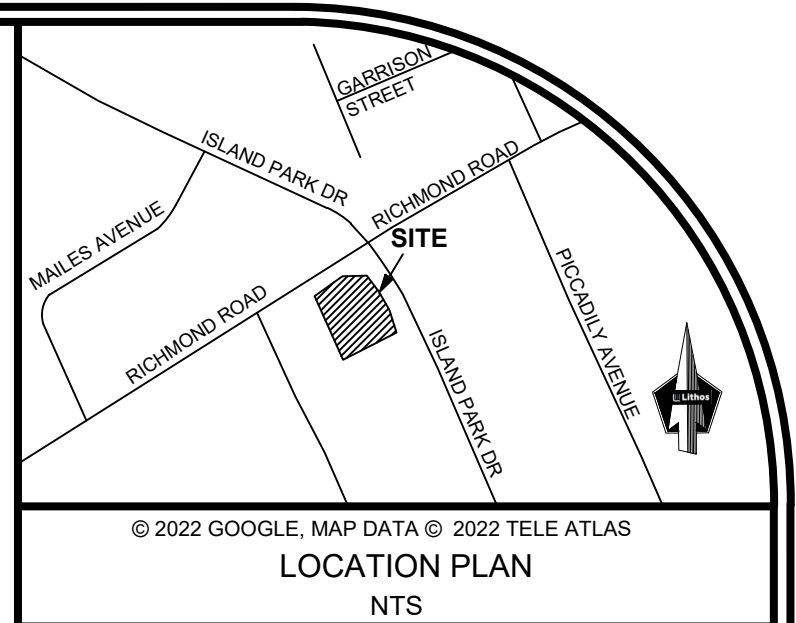 GARRISON
STREET
ISLAND PARK DR
RICHMOND ROAD
SITE
MAILES AVENUE
RICHMOND ROAD
PICCADILY AVENUE
ISLAND PARK DR
Lithos
© 2022 GOOGLE, MAP DATA © 2022 TELE ATLAS
LOCATION PLAN
NTS